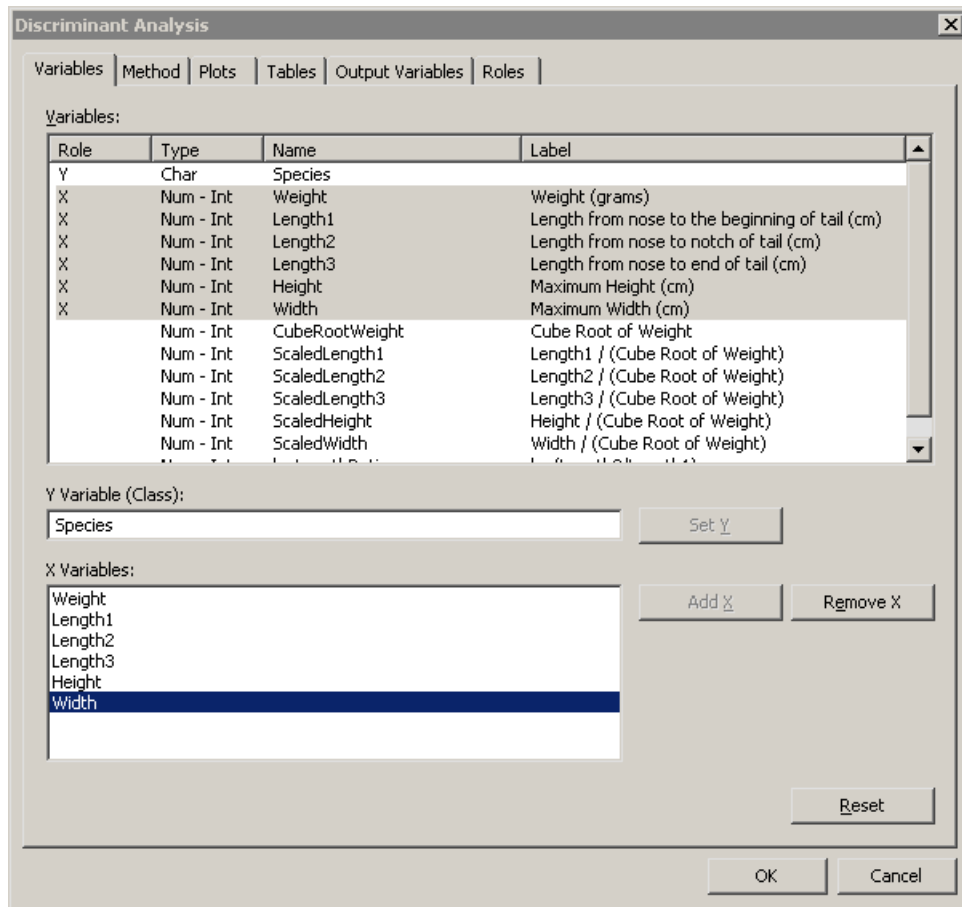 Discriminant Analysis
Variables Method Plots Tables Output Variables Roles
Variables:
Role Type Name Label
Y Char Species
X Num - Int Weight Weight (grams)
X Num - Int Length1 Length from nose to the beginning of tail (cm)
X Num - Int Length2 Length from nose to notch of tail (cm)
X Num - Int Length3 Length from nose to end of tail (cm)
X Num - Int Height Maximum Height (cm)
X Num - Int Width Maximum Width (cm)
Num - Int CubeRootWeight Cube Root of Weight
Num - Int ScaledLength1 Length1 / (Cube Root of Weight)
Num - Int ScaledLength2 Length2 / (Cube Root of Weight)
Num - Int ScaledLength3 Length3 / (Cube Root of Weight)
Num - Int ScaledHeight Height / (Cube Root of Weight)
Num - Int ScaledWidth Width / (Cube Root of Weight)
Y Variable (Class):
Species Set Y
X Variables:
Weight Add X Remove X
Length1
Length2
Length3
Height
Width
Reset
OK Cancel